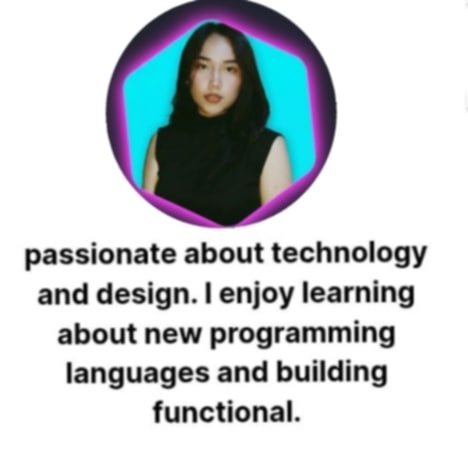 passionate about technology
and design. I enjoy learning
about new programming
languages and building
functional.